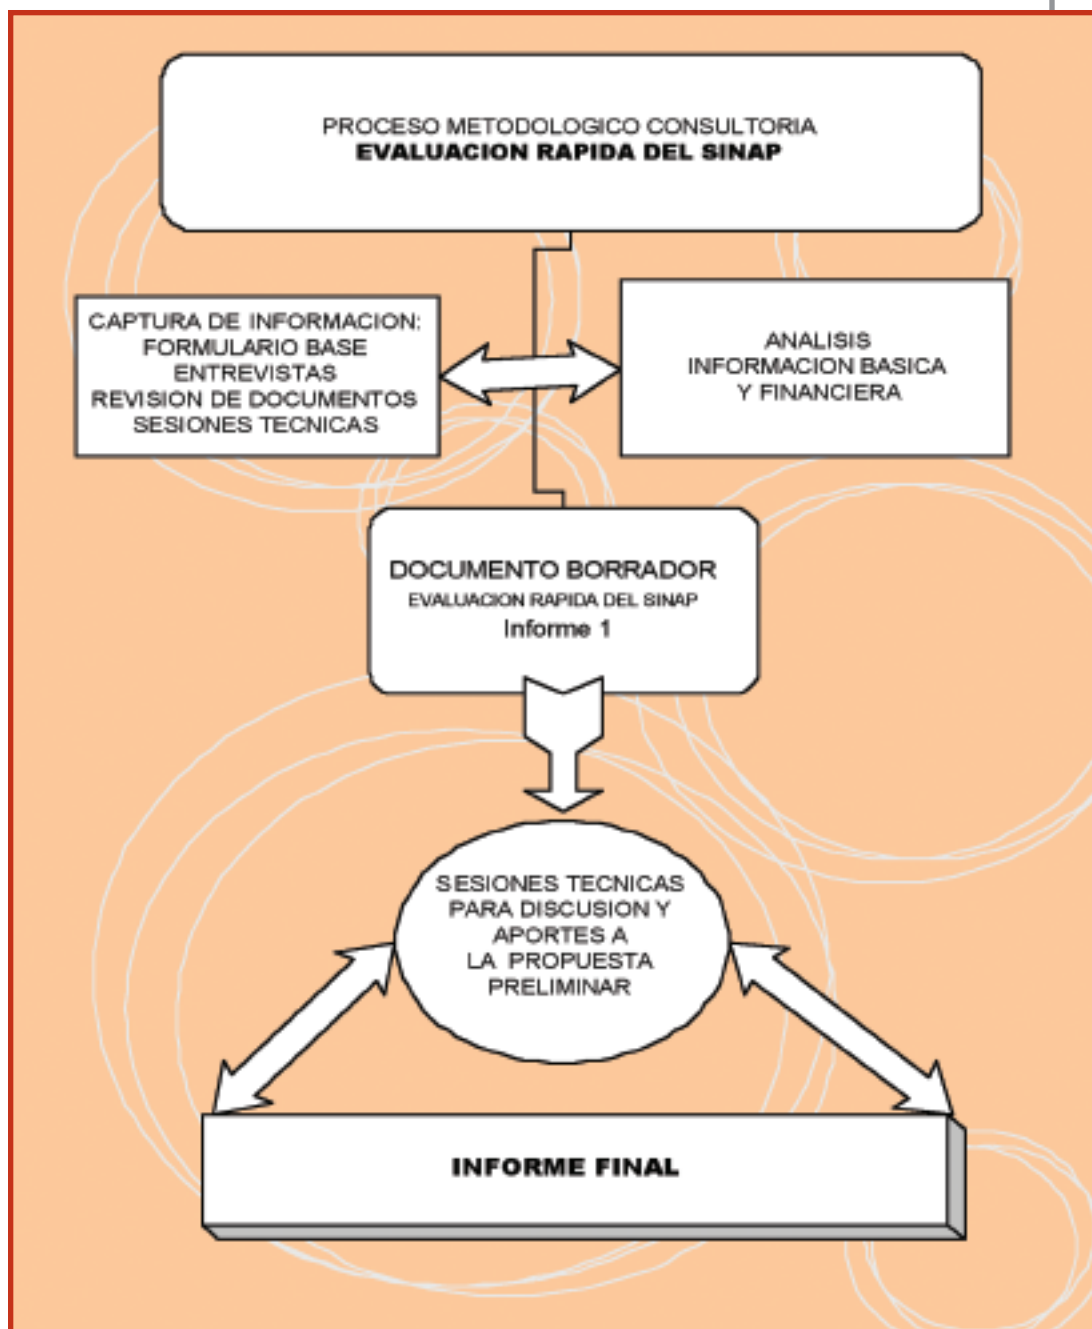 PROCESO METODOLOGICO CONSULTORIA
EVALUACION RAPIDA DEL SINAP
CAPTURA DE INFORMACION:
FORMULARIO BASE
ENTREVISTAS
REVISION DE DOCUMENTOS
SESIONES TECNICAS
ANALISIS
INFORMACION BASICA
Y FINANCIERA
DOCUMENTO BORRADOR
EVALUACION RAPIDA DEL SINAP
Informe 1
SESIONES TECNICAS
PARA DISCUSION Y
APORTES A
LA PROPUESTA
PRELIMINAR
INFORME FINAL